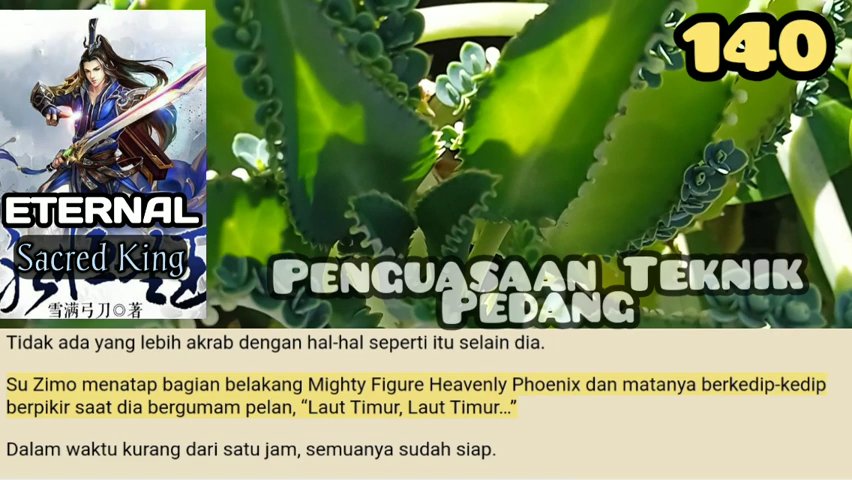 140
ETERNAL
Sacred King
雪满弓刀◎著
PENGUASAAN TEKNIK
PEDANG
Tidak ada yang lebih akrab dengan hal-hal seperti itu selain dia.
Su Zimo menatap bagian belakang Mighty Figure Heavenly Phoenix dan matanya berkedip-kedip
berpikir saat dia bergumam pelan, “Laut Timur, Laut Timur...”
Dalam waktu kurang dari satu jam, semuanya sudah siap.